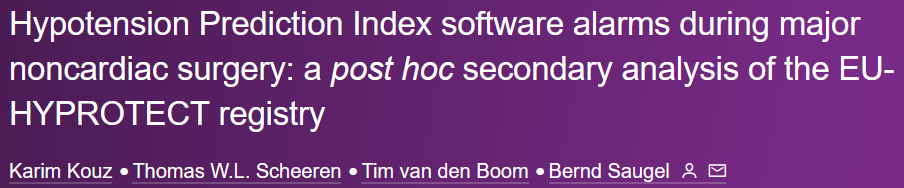 Hypotension Prediction Index software alarms during major
noncardiac surgery: a post hoc secondary analysis of the EU-
HYPROTECT registry
Karim Kouz • Thomas W.L. Scheeren • Tim van den Boom • Bernd Saugel